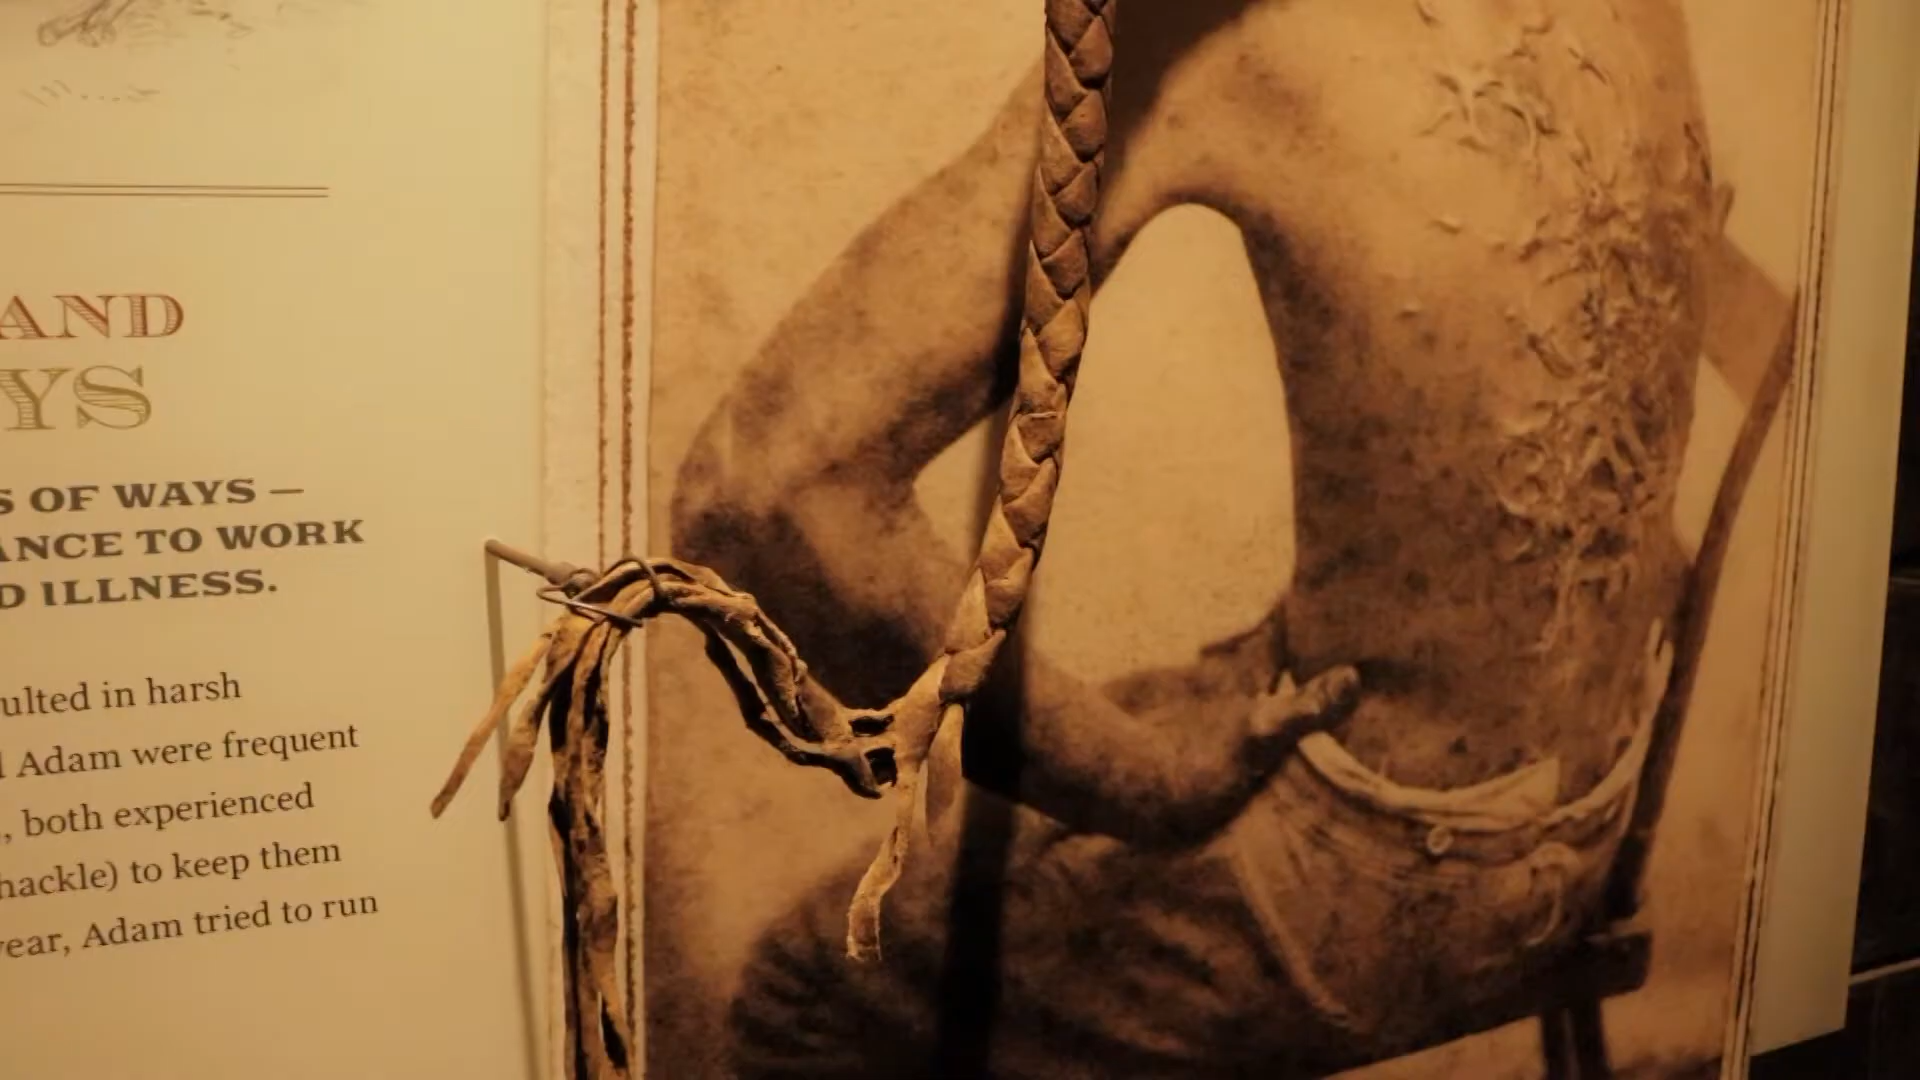 AND
YS
S OF WAYS —
ANCE TO WORK
D ILLNESS.
ulted in harsh
d Adam were frequent
, both experienced
hackle) to keep them
year, Adam tried to run